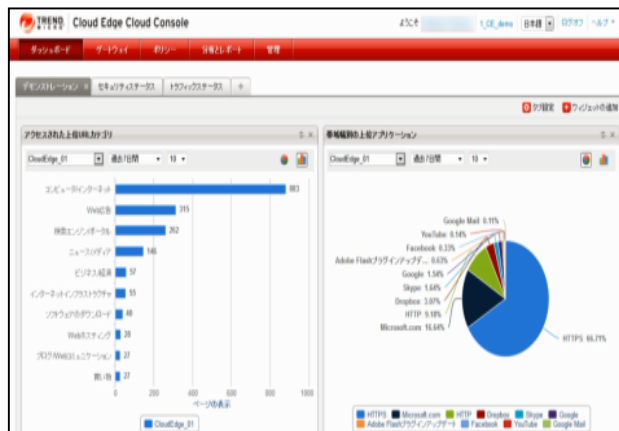 TREND MICRO Cloud Edge Cloud Console
ようこそ 1_CE_demo 日本語 ログオフ ヘルプ
ダッシュボード ゲートウェイ ポリシー 分析とレポート 管理
デモンストレーション × セキュリティステータス トラフィックステータス +
タブ設定 ウィジェットの追加
アクセスされた上位URLカテゴリ
CloudEdge_01 過去7日間 10
コンピュータ/インターネット 883
Web広告 315
検索エンジン/ポータル 262
ニュース/メディア 146
ビジネス/経済 57
インターネットインフラストラクチャ 55
ソフトウェアのダウンロード 40
Webホスティング 28
ブログ/Webコミュニケーション 27
買い物 27
0 200 400 600 800 1000
ページの表示
CloudEdge_01
帯域幅別の上位アプリケーション
CloudEdge_01 過去7日間 10
Google Mail 0.11%
YouTube 0.14%
Facebook 0.33%
Adobe Flashプラグインアップデ... 0.63%
Google 1.54%
Skype 1.64%
Dropbox 3.07%
HTTP 9.18%
Microsoft.com 16.64%
HTTPS 66.71%
HTTPS Microsoft.com HTTP Dropbox Skype Google
Adobe Flashプラグインアップデート Facebook YouTube Google Mail